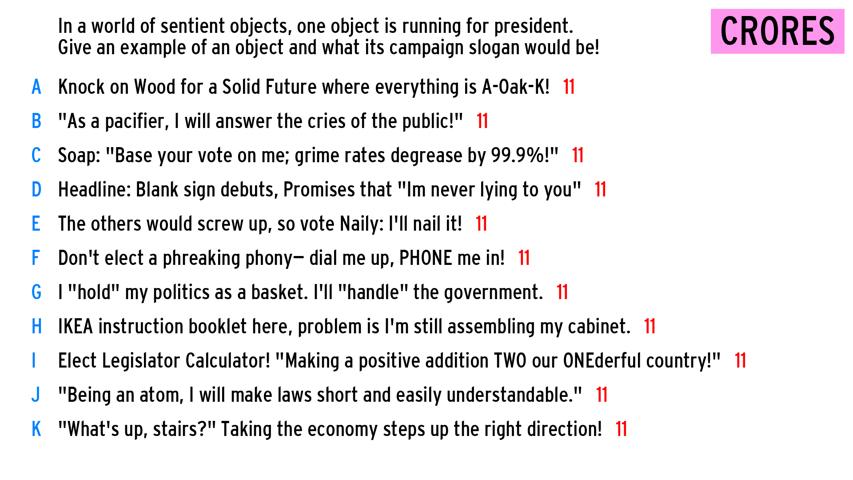 In a world of sentient objects, one object is running for president.
Give an example of an object and what its campaign slogan would be!
CRORES
A Knock on Wood for a Solid Future where everything is A-Oak-K! 11
B "As a pacifier, I will answer the cries of the public!" 11
C Soap: "Base your vote on me; grime rates degrease by 99.9%!" 11
D Headline: Blank sign debuts, Promises that "Im never lying to you" 11
E The others would screw up, so vote Naily: I'll nail it! 11
F Don't elect a phreaking phony— dial me up, PHONE me in! 11
G I "hold" my politics as a basket. I'll "handle" the government. 11
H IKEA instruction booklet here, problem is I'm still assembling my cabinet. 11
I Elect Legislator Calculator! "Making a positive addition TWO our ONEderful country!" 11
J "Being an atom, I will make laws short and easily understandable." 11
K "What's up, stairs?" Taking the economy steps up the right direction! 11